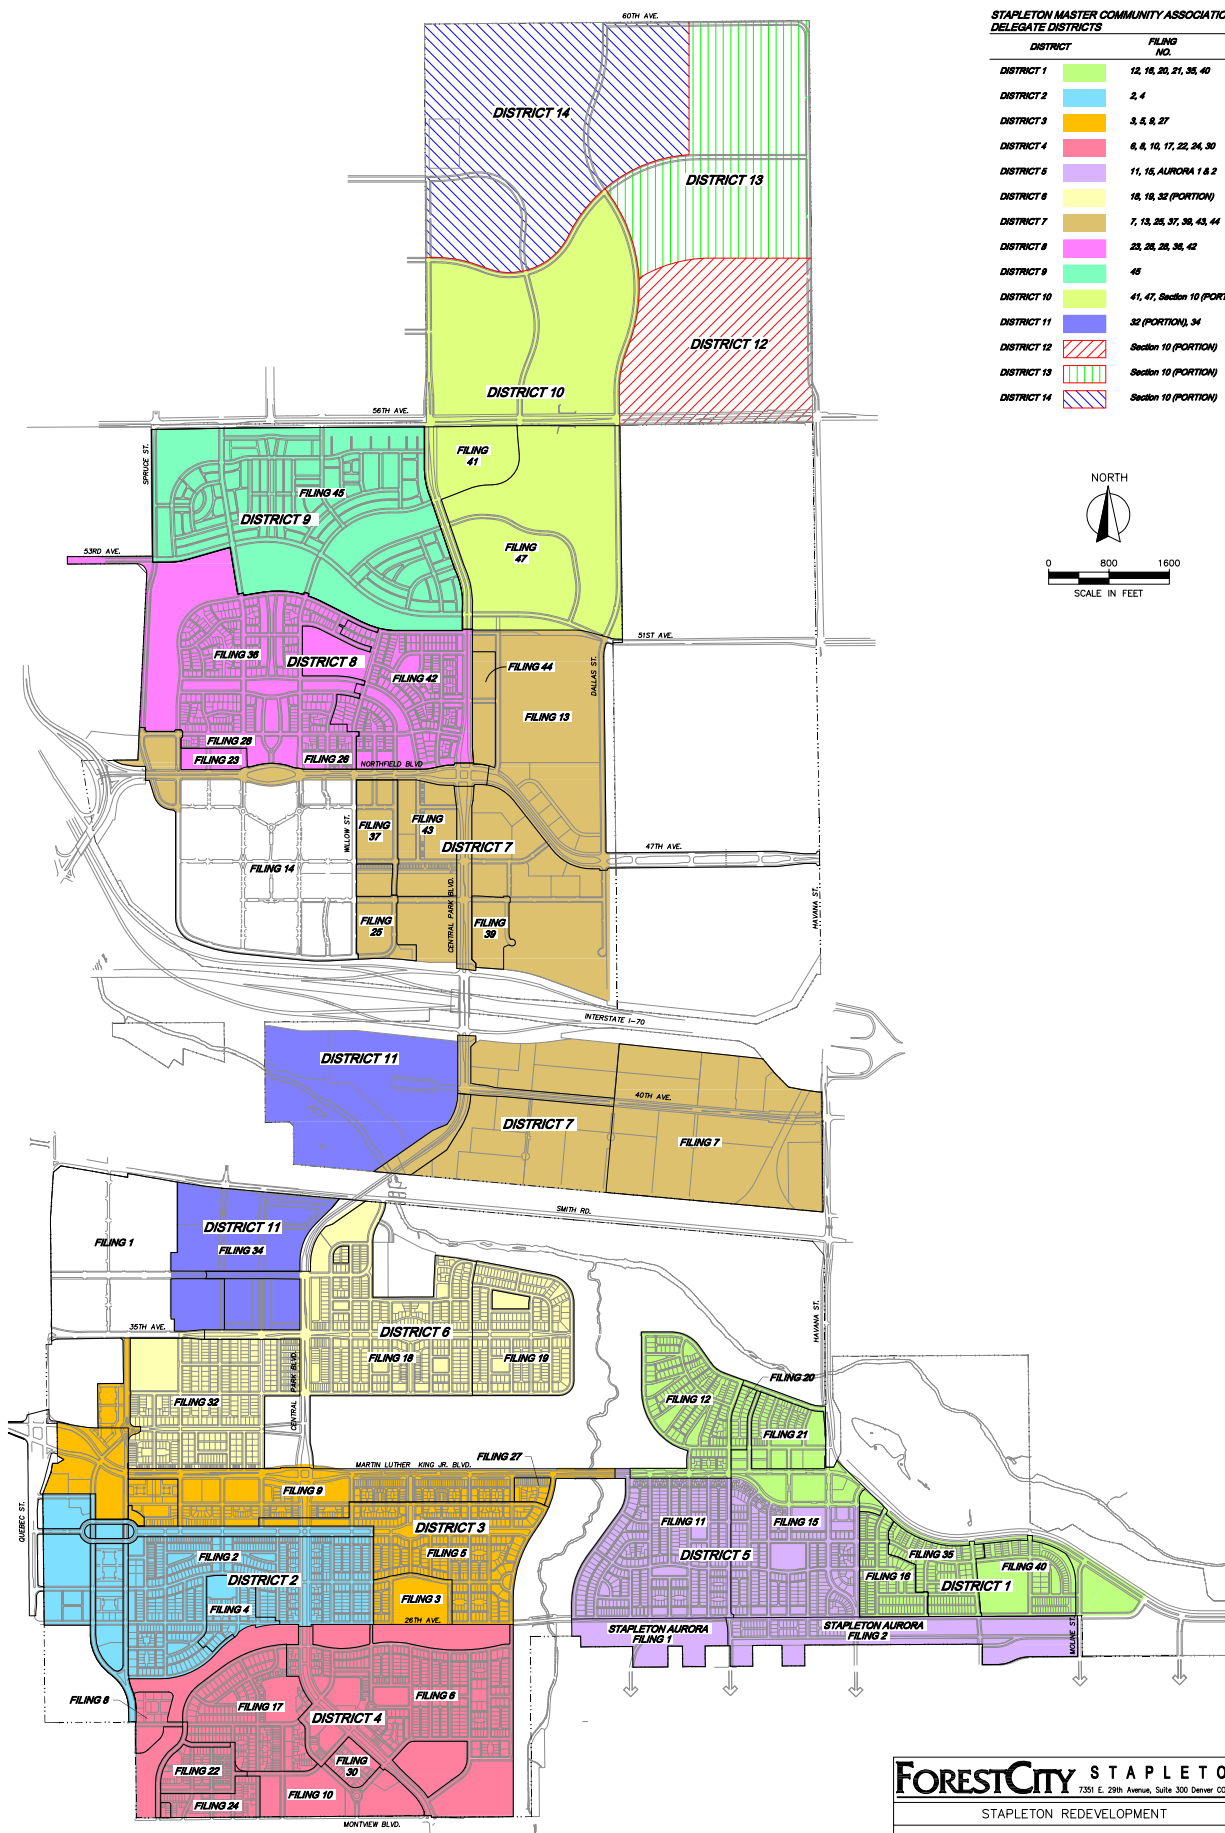 STAPLETON MASTER COMMUNITY ASSOCIATIO
DELEGATE DISTRICTS
DISTRICT FILING NO.
DISTRICT 1 12, 16, 20, 21, 35, 40
DISTRICT 2 2, 4
DISTRICT 3 3, 5, 9, 27
DISTRICT 4 6, 8, 10, 17, 22, 24, 30
DISTRICT 5 11, 15, AURORA 1 & 2
DISTRICT 6 18, 19, 32 (PORTION)
DISTRICT 7 7, 13, 25, 37, 39, 43, 44
DISTRICT 8 23, 26, 28, 36, 42
DISTRICT 9 45
DISTRICT 10 41, 47, Section 10 (PORT
DISTRICT 11 32 (PORTION), 34
DISTRICT 12 Section 10 (PORTION)
DISTRICT 13 Section 10 (PORTION)
DISTRICT 14 Section 10 (PORTION)
NORTH
0 800 1600
SCALE IN FEET
60TH AVE.
DISTRICT 14
DISTRICT 13
DISTRICT 12
DISTRICT 10
56TH AVE.
SPRUCE ST.
FILING
41
FILING 45
DISTRICT 9
FILING
47
53RD AVE.
51ST AVE.
FILING 36
DISTRICT 8
FILING 42
FILING 44
DALLAS ST.
FILING 13
FILING 28
FILING 23
FILING 26
NORTHFIELD BLVD
WILLOW ST.
FILING
37
FILING
43
DISTRICT 7
47TH AVE.
FILING 14
CENTRAL PARK BLVD.
HAVANA ST.
FILING
25
FILING
39
INTERSTATE I-70
DISTRICT 11
40TH AVE.
DISTRICT 7
FILING 7
SMITH RD.
DISTRICT 11
FILING 34
FILING 1
35TH AVE.
HAVANA ST.
DISTRICT 6
FILING 18
FILING 19
CENTRAL PARK BLVD.
FILING 20
FILING 12
FILING 32
FILING 21
FILING 27
MARTIN LUTHER KING JR. BLVD.
FILING 9
QUEBEC ST.
DISTRICT 3
FILING 5
FILING 11
FILING 15
FILING 2
DISTRICT 2
DISTRICT 5
FILING 35
FILING 16
FILING 40
DISTRICT 1
FILING 3
FILING 4
26TH AVE.
STAPLETON AURORA
FILING 1
STAPLETON AURORA
FILING 2
MOLINE ST.
FILING 8
FILING 17
FILING 6
DISTRICT 4
FILING
30
FILING 22
FILING 10
FILING 24
MONTVIEW BLVD.
FORESTCITY STAPLETO
7351 E. 29th Avenue, Suite 300 Denver CO
STAPLETON REDEVELOPMENT